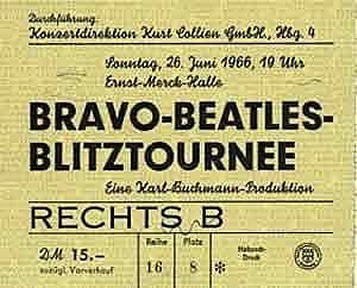 Durchführung:
Konzertdirektion Kurt Collien GmbH., Hbg. 4
Sonntag, 26. Juni 1966, 19 Uhr
Ernst-Merck-Halle
BRAVO-BEATLES-
BLITZTOURNEE
Eine Karl-Buchmann-Produktion
RECHTS B
DM 15.-
zuzügl. Vorverkauf
Reihe
16
Platz
8
*
Druck